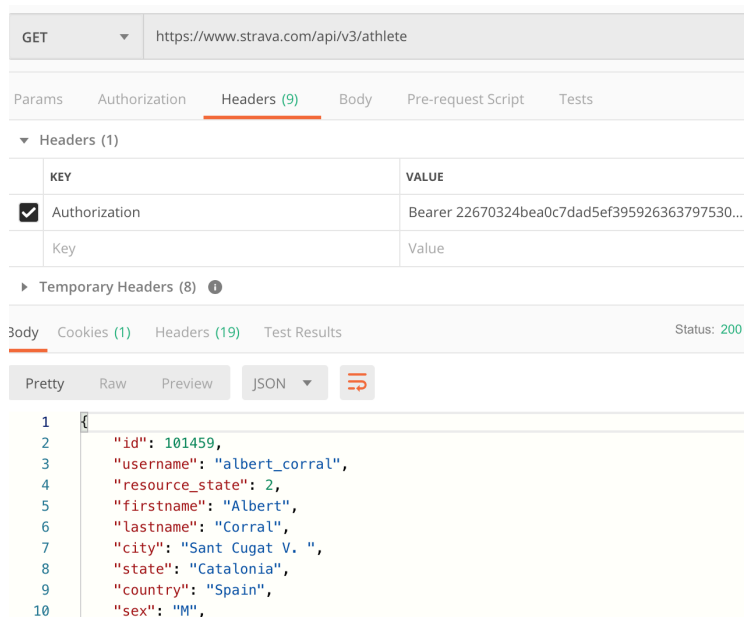 GET https://www.strava.com/api/v3/athlete
Params Authorization Headers (9) Body Pre-request Script Tests
Headers (1)
KEY VALUE
Authorization Bearer 22670324bea0c7dad5ef395926363797530...
Key Value
Temporary Headers (8) i
Body Cookies (1) Headers (19) Test Results Status: 200
Pretty Raw Preview JSON
1 {
2 "id": 101459,
3 "username": "albert_corral",
4 "resource_state": 2,
5 "firstname": "Albert",
6 "lastname": "Corral",
7 "city": "Sant Cugat V. ",
8 "state": "Catalonia",
9 "country": "Spain",
10 "sex": "M",